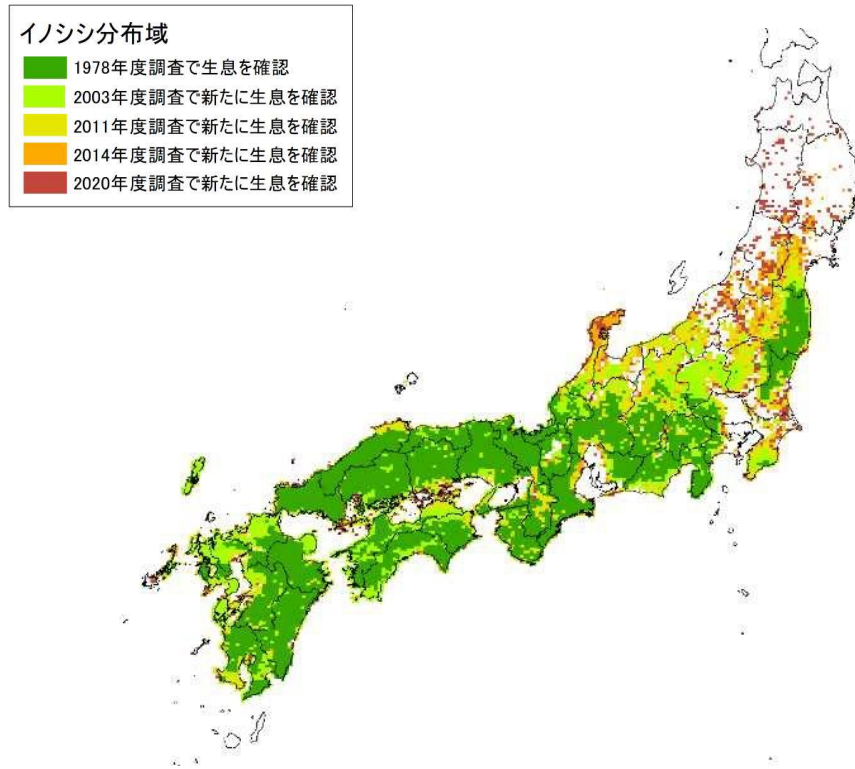 イノシシ分布域
1978年度調査で生息を確認
2003年度調査で新たに生息を確認
2011年度調査で新たに生息を確認
2014年度調査で新たに生息を確認
2020年度調査で新たに生息を確認